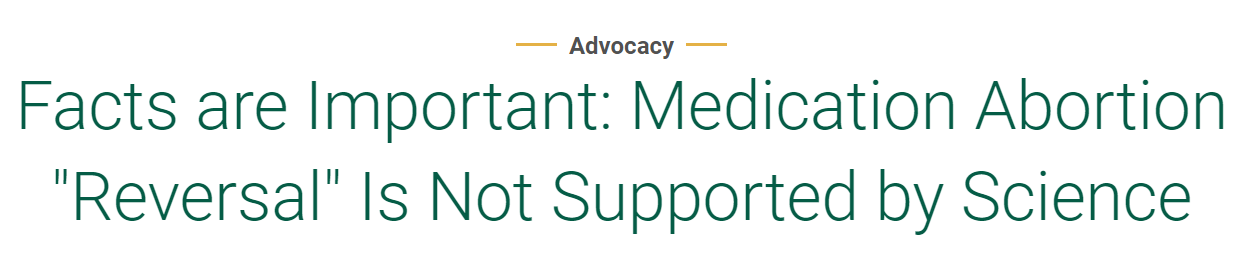 Advocacy
Facts are Important: Medication Abortion
"Reversal" Is Not Supported by Science